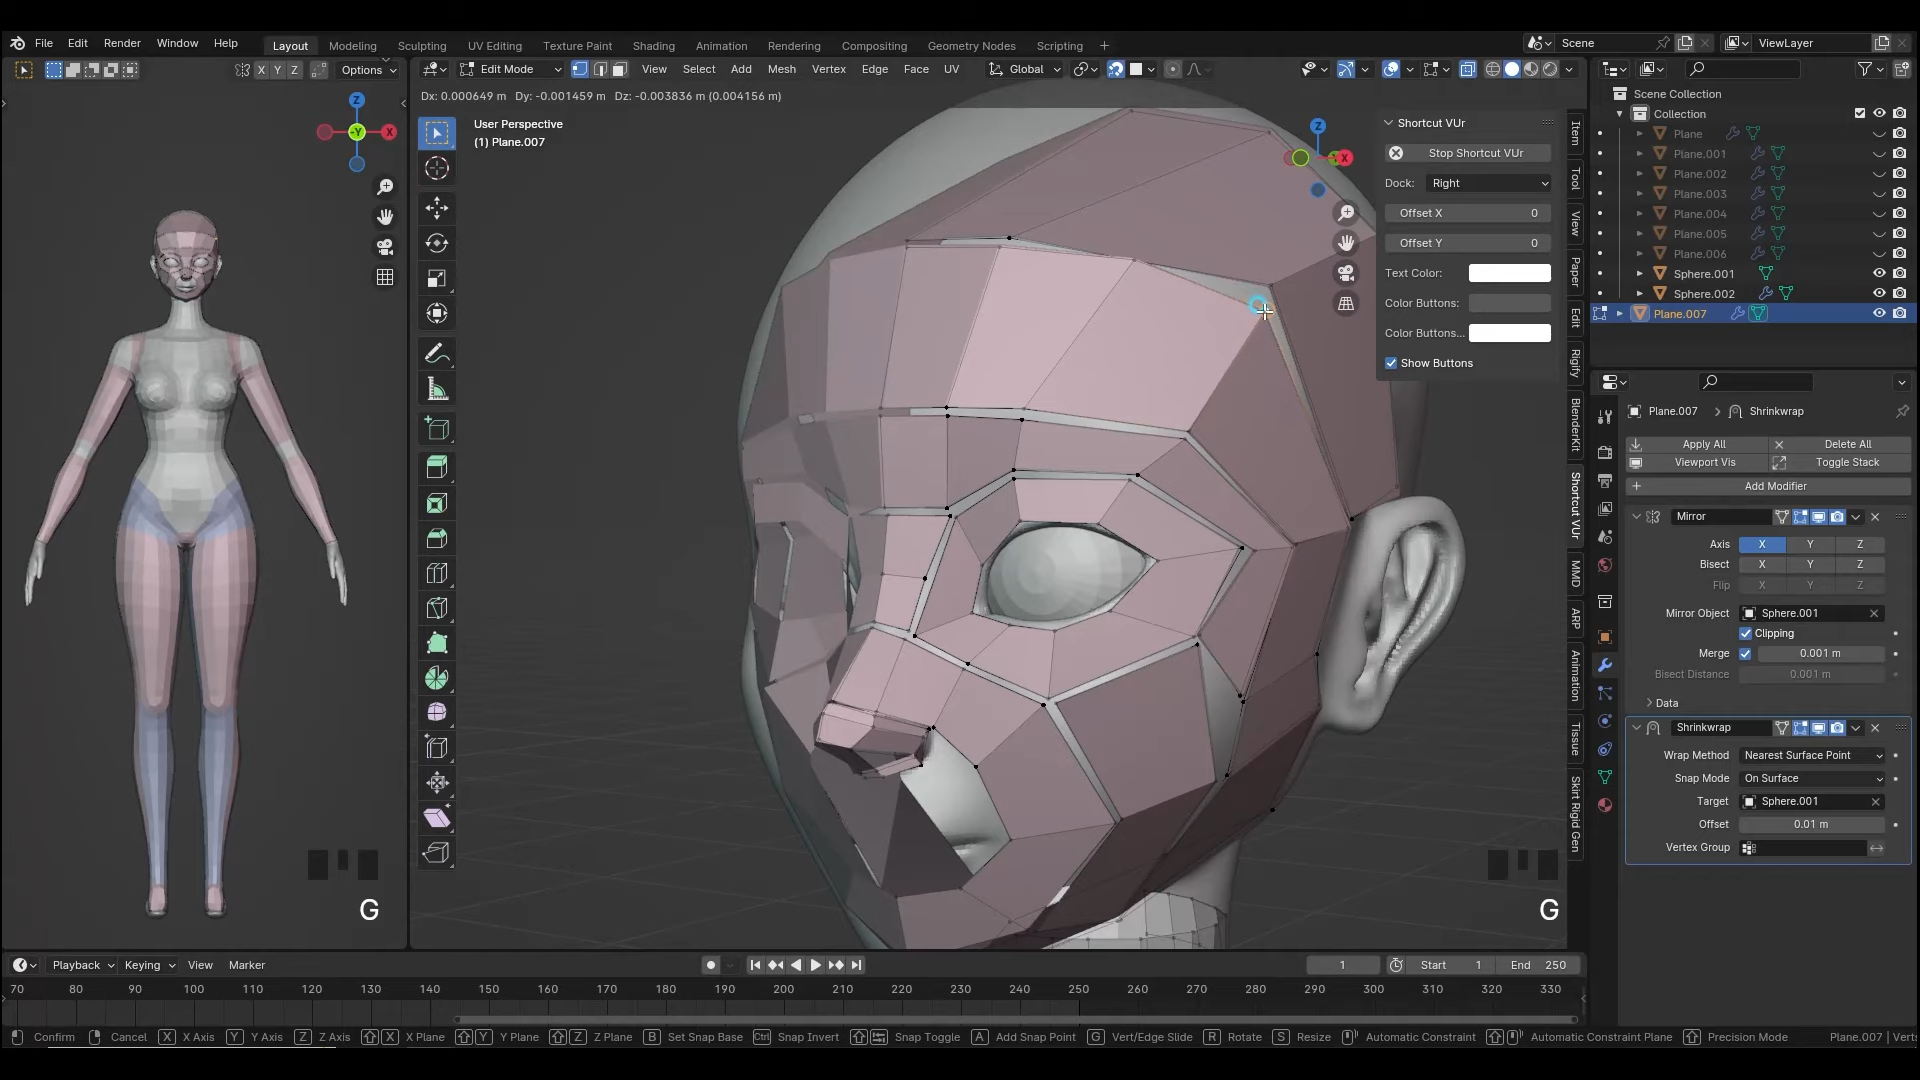 File Edit Render Window Help
Layout Modeling Sculpting UV Editing Texture Paint Shading Animation Rendering Compositing Geometry Nodes Scripting +
Scene
ViewLayer
X Y Z
Options
Edit Mode
View Select Add Mesh Vertex Edge Face UV
Global
Dx: 0.000649 m Dy: -0.001459 m Dz: -0.003836 m (0.004156 m)
User Perspective
(1) Plane.007
Z
-Y
X
Z
X
Shortcut VUr
Stop Shortcut VUr
Dock: Right
Offset X 0
Offset Y 0
Text Color:
Color Buttons:
Color Buttons...
Show Buttons
Item
Tool
View
Paper
Edit
Rigify
BlenderKit
Shortcut VUr
MMD
ARP
Animation
Tissue
Skirt Rigid Gen
Scene Collection
Collection
Plane
Plane.001
Plane.002
Plane.003
Plane.004
Plane.005
Plane.006
Sphere.001
Sphere.002
Plane.007
Plane.007 > Shrinkwrap
Apply All Delete All
Viewport Vis Toggle Stack
Add Modifier
Mirror
Axis X Y Z
Bisect X Y Z
Flip X Y Z
Mirror Object Sphere.001
Clipping
Merge 0.001 m
Bisect Distance 0.001 m
Data
Shrinkwrap
Wrap Method Nearest Surface Point
Snap Mode On Surface
Target Sphere.001
Offset 0.01 m
Vertex Group
G
G
Playback Keying View Marker
1
Start 1
End 250
70 80 90 100 110 120 130 140 150 160 170 180 190 200 210 220 230 240 250 260 270 280 290 300 310 320 330
Confirm Cancel X X Axis Y Y Axis Z Z Axis X X Plane Y Y Plane Z Z Plane B Set Snap Base Ctrl Snap Invert Snap Toggle A Add Snap Point G Vert/Edge Slide R Rotate S Resize Automatic Constraint Automatic Constraint Plane Precision Mode Plane.007 | Verts